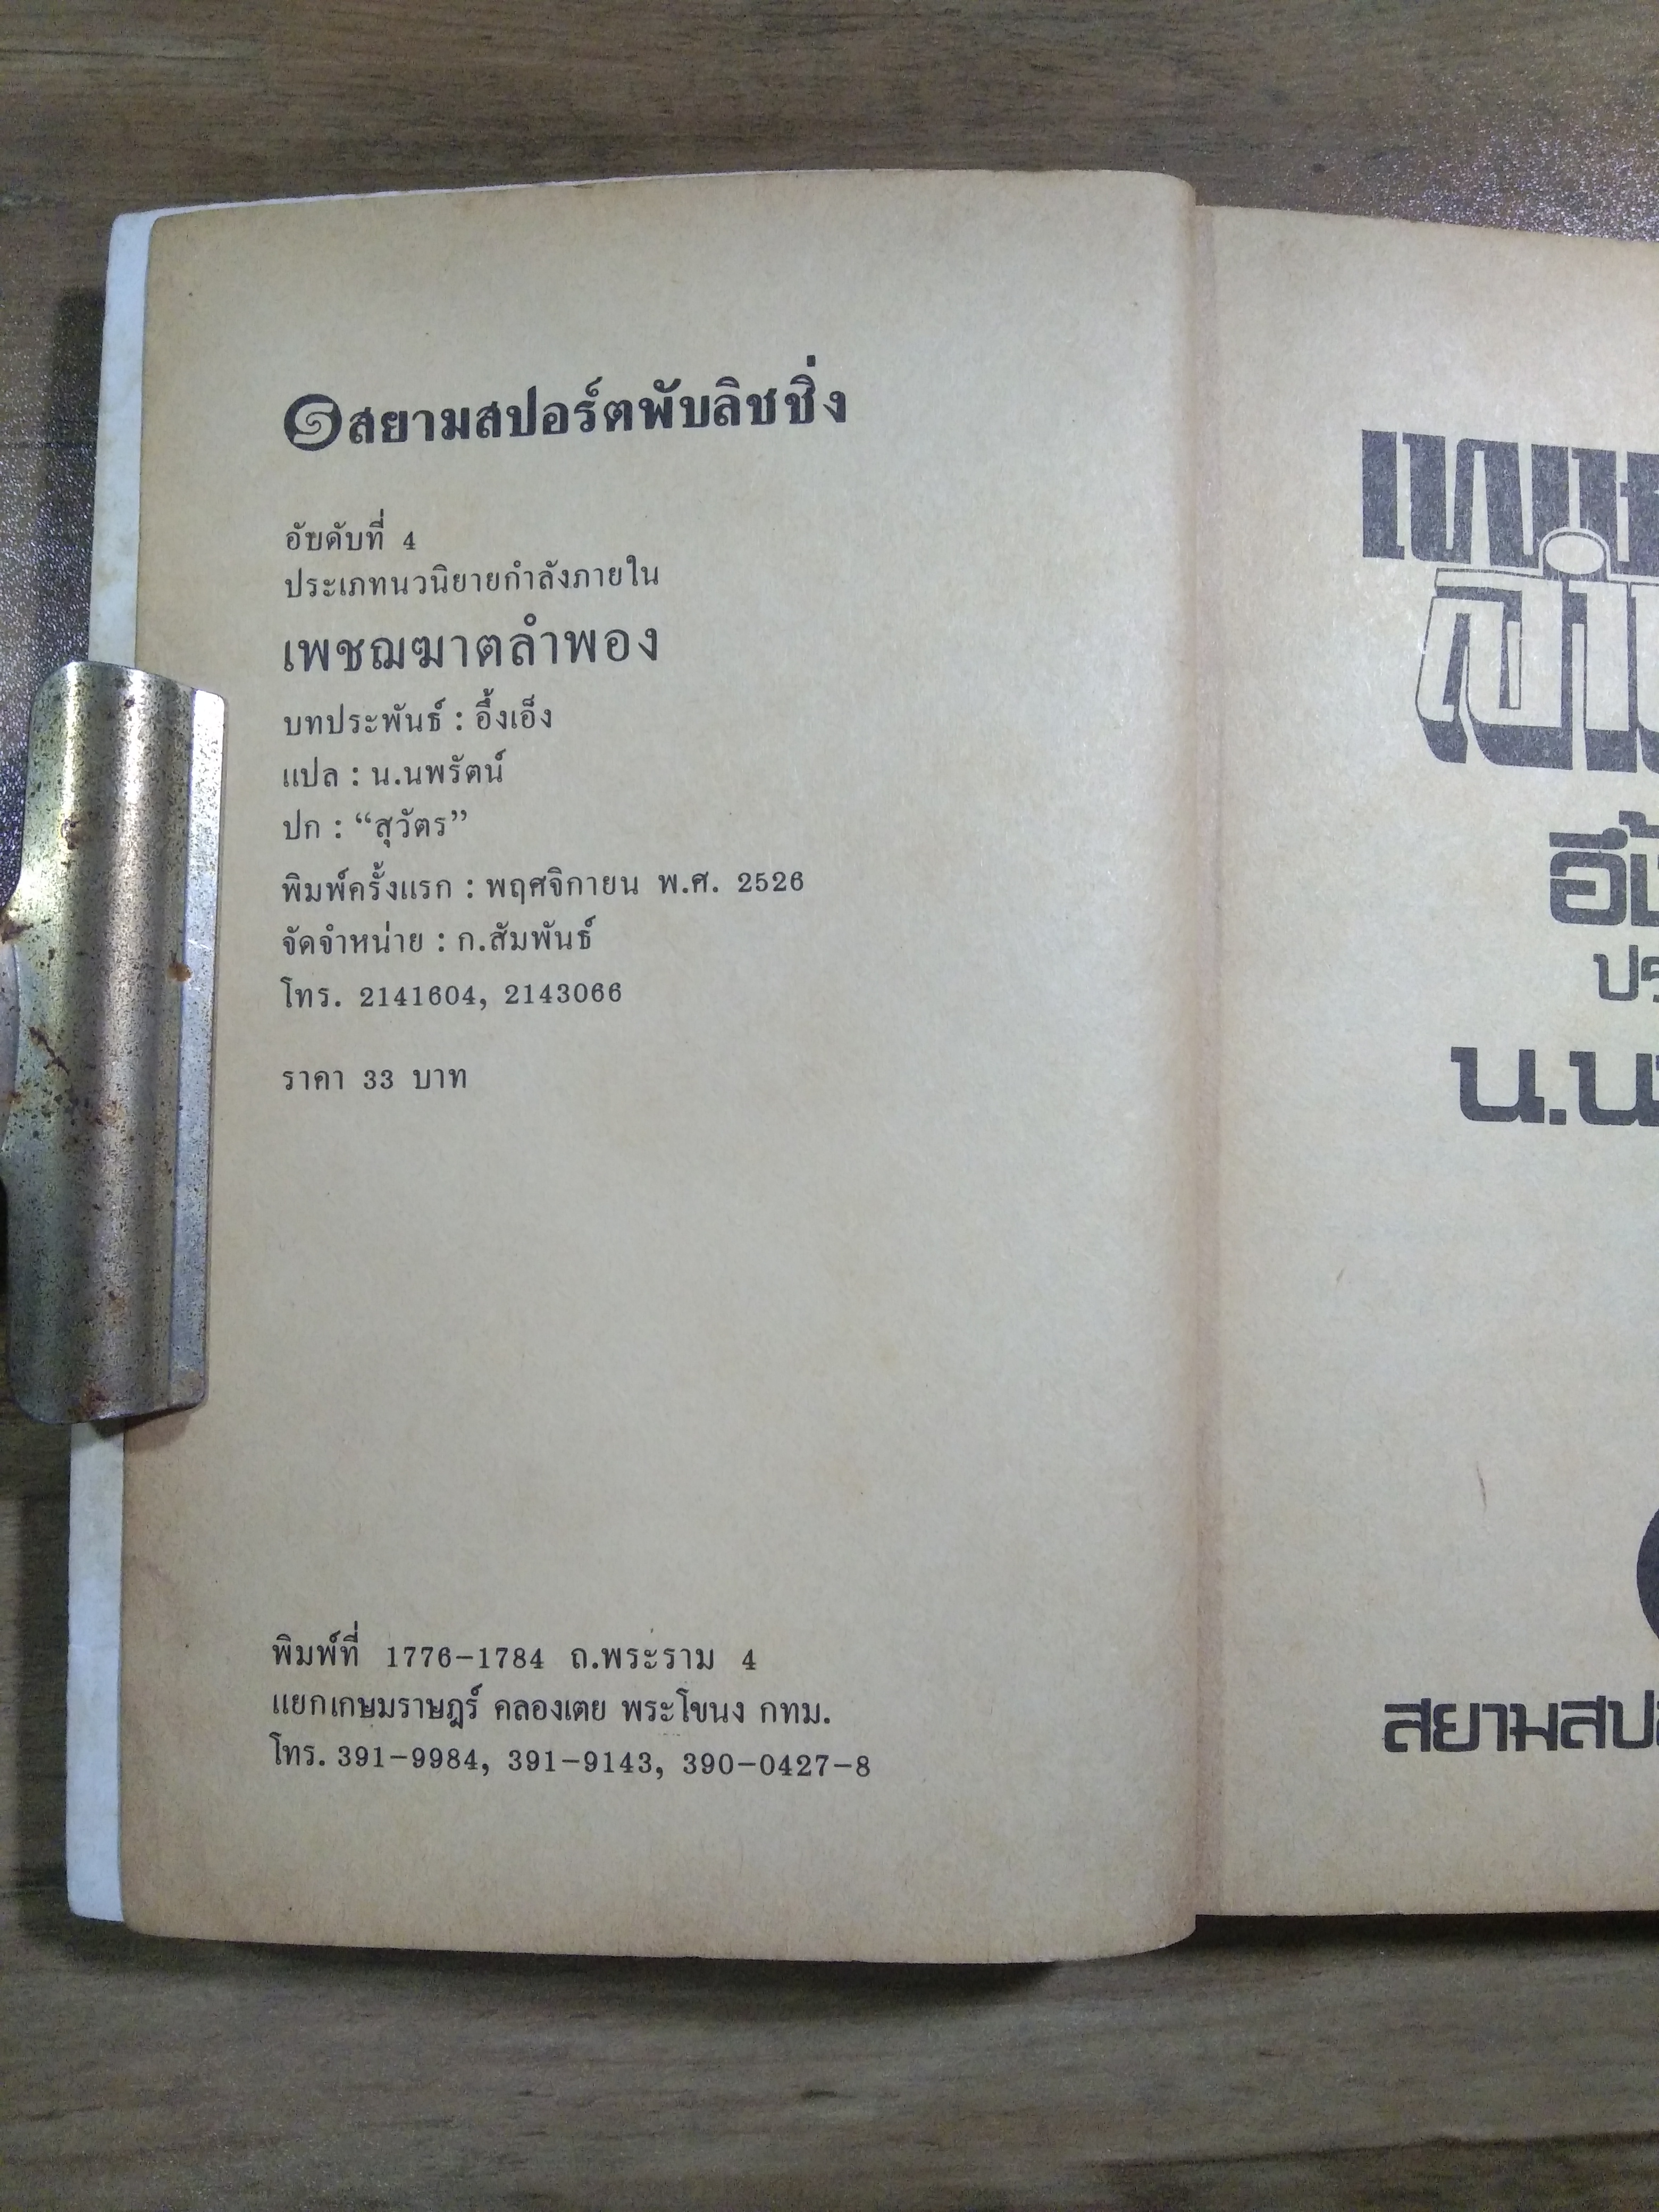 สยามสปอร์ตพับลิชชิ่ง
อัขดับที่ 4
ประเภทนวนิยายกำลังภายใน
เพชฌฆาตลำพอง
บทประพันธ์ : อึ้งเอ็ง
แปล : น.นพรัตน์
ปก : “สุวัตร”
พิมพ์ครั้งแรก : พฤศจิกายน พ.ศ. 2526
จัดจำหน่าย : ก.สัมพันธ์
โทร. 2141604, 2143066
ราคา 33 บาท
พิมพ์ที่ 1776-1784 ถ.พระราม 4
แยกเกษมราษฎร์ คลองเตย พระโขนง กทม.
โทร. 391-9984, 391-9143, 390-0427-8
น.น
สยามสป